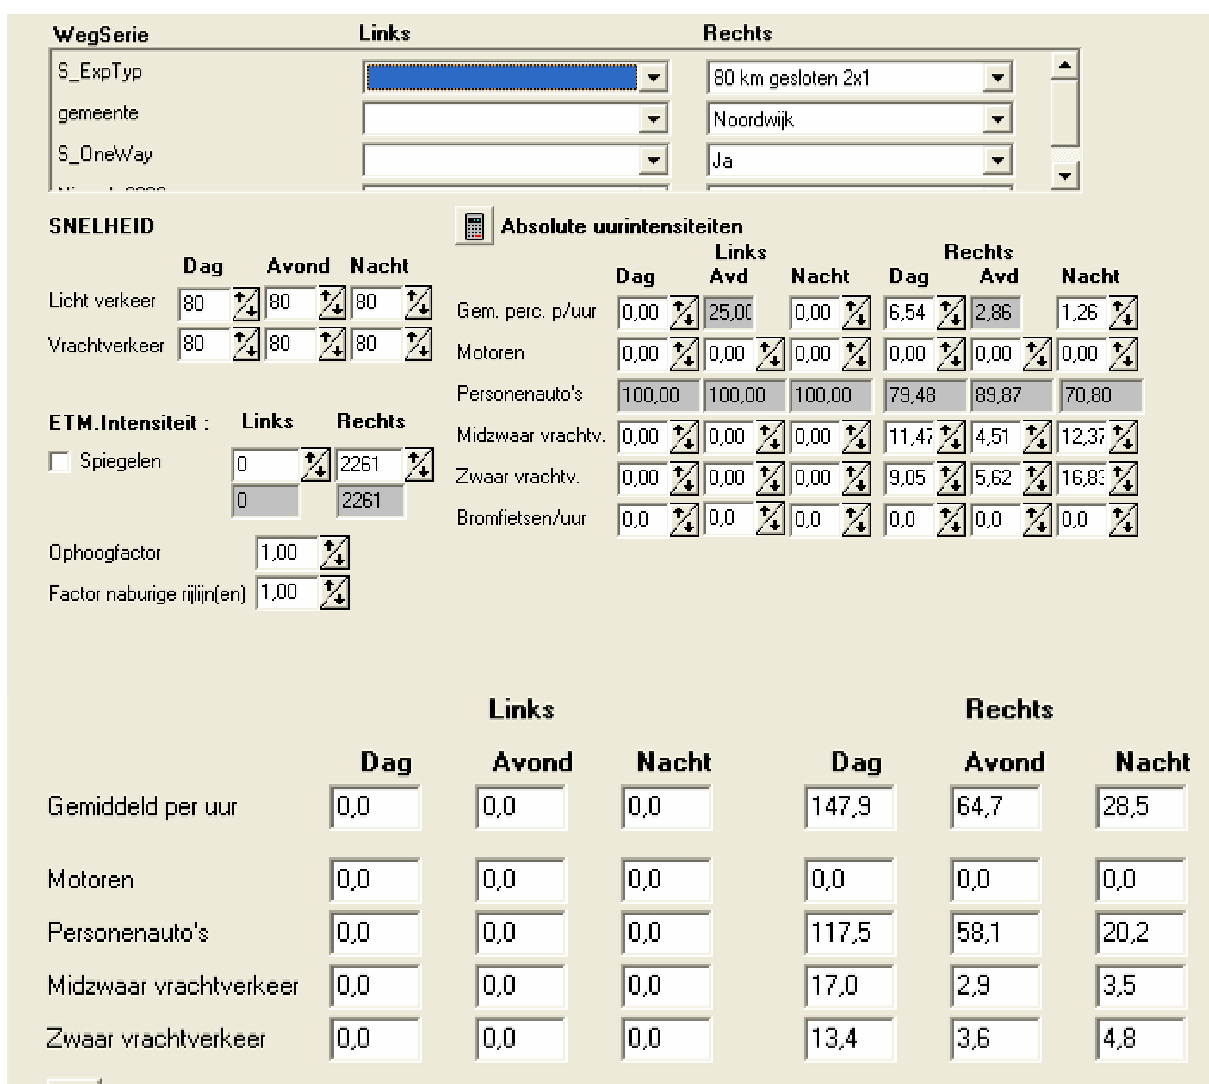 WegSerie Links Rechts
S_ExpTyp 80 km gesloten 2x1
gemeente Noordwijk
S_OneWay Ja
SNELHEID Absolute uurintensiteiten
Links Rechts
Dag Avond Nacht Dag Avd Nacht Dag Avd Nacht
Licht verkeer 80 80 80 Gem. perc. p/uur 0,00 25,00 0,00 6,54 2,86 1,26
Vrachtverkeer 80 80 80 Motoren 0,00 0,00 0,00 0,00 0,00 0,00
Personenauto's 100,00 100,00 100,00 79,48 89,87 70,80
ETM.Intensiteit : Links Rechts Midzwaar vrachtv. 0,00 0,00 0,00 11,47 4,51 12,37
Spiegelen 0 2261 Zwaar vrachtv. 0,00 0,00 0,00 9,05 5,62
0 2261 Bromfietsen/uur 0,0 0,0 0,0 0,0 0,0 0,0
Ophoogfactor 1,00
Factor naburige rijlijn(en) 1,00
Links Rechts
Dag Avond Nacht Dag Avond Nacht
Gemiddeld per uur 0,0 0,0 0,0 147,9 64,7 28,5
Motoren 0,0 0,0 0,0 0,0 0,0 0,0
Personenauto's 0,0 0,0 0,0 117,5 58,1 20,2
Midzwaar vrachtverkeer 0,0 0,0 0,0 17,0 2,9 3,5
Zwaar vrachtverkeer 0,0 0,0 0,0 13,4 3,6 4,8